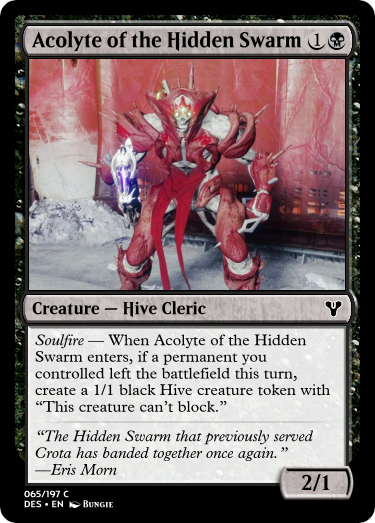 Acolyte of the Hidden Swarm 1
Creature — Hive Cleric
Soulfire — When Acolyte of the Hidden
Swarm enters, if a permanent you
controlled left the battlefield this turn,
create a 1/1 black Hive creature token with
“This creature can’t block.”
“The Hidden Swarm that previously served
Crota has banded together once again.”
—Eris Morn
2/1
065/197 C
DES • EN Bungie